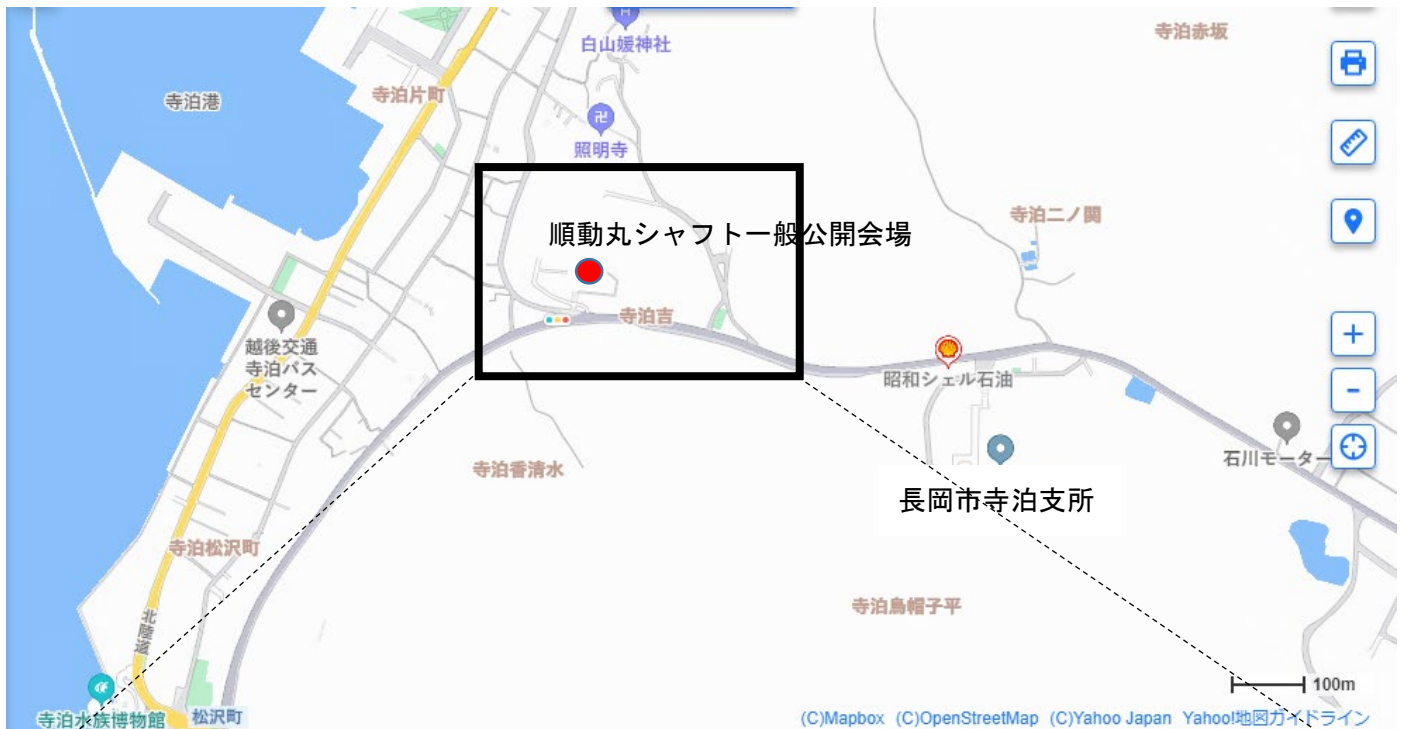 白山媛神社
寺泊赤坂
寺泊片町
寺泊港
卍
照明寺
順動丸シャフト一般公開会場
寺泊二ノ関
寺泊吉
越後交通
寺泊バス
センター
昭和シェル石油
石川モーター
寺泊香清水
長岡市寺泊支所
寺泊松沢町
寺泊烏帽子平
北陸道
100m
寺泊水族博物館
松沢町
(C)Mapbox (C)OpenStreetMap (C)Yahoo Japan Yahoo!地図ガイドライン